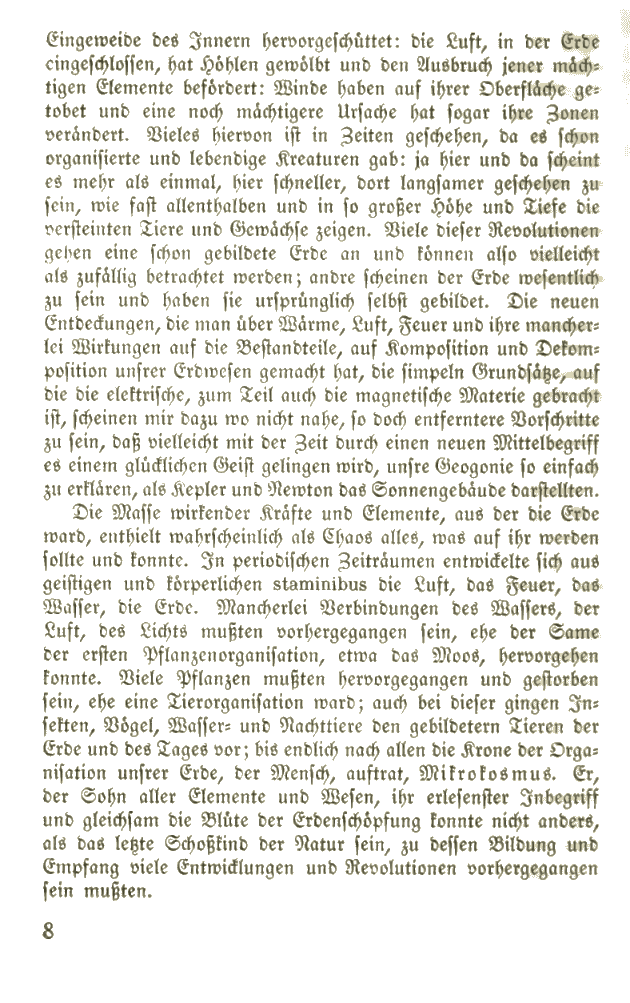 Eingeweide des Innern hervorgeschüttet: die Luft, in der Erde
eingeschlossen, hat Höhlen gewölbt und den Ausbruch jener mäch-
tigen Elemente befördert: Winde haben auf ihrer Oberfläche ge-
tobet und eine noch mächtigere Ursache hat sogar ihre Zonen
verändert. Vieles hiervon ist in Zeiten geschehen, da es schon
organisierte und lebendige Kreaturen gab: ja hier und da scheint
es mehr als einmal, hier schneller, dort langsamer geschehen zu
sein, wie fast allenthalben und in so großer Höhe und Tiefe die
versteinten Tiere und Gewächse zeigen. Viele dieser Revolutionen
gehen eine schon gebildete Erde an und können also vielleicht
als zufällig betrachtet werden; andre scheinen der Erde wesentlich
zu sein und haben sie ursprünglich selbst gebildet. Die neuen
Entdeckungen, die man über Wärme, Luft, Feuer und ihre mancher-
lei Wirkungen auf die Bestandteile, auf Komposition und Dekom-
position unsrer Erdwesen gemacht hat, die simpeln Grundsätze, auf
die die elektrische, zum Teil auch die magnetische Materie gebracht
ist, scheinen mir dazu wo nicht nahe, so doch entferntere Vorschritte
zu sein, daß vielleicht mit der Zeit durch einen neuen Mittelbegriff
es einem glücklichen Geist gelingen wird, unsre Geogonie so einfach
zu erklären, als Kepler und Newton das Sonnengebäude darstellten.
Die Masse wirkender Kräfte und Elemente, aus der die Erde
ward, enthielt wahrscheinlich als Chaos alles, was auf ihr werden
sollte und konnte. In periodischen Zeiträumen entwickelte sich aus
geistigen und körperlichen staminibus die Luft, das Feuer, das
Wasser, die Erde. Mancherlei Verbindungen des Wassers, der
Luft, des Lichts mußten vorhergegangen sein, ehe der Same
der ersten Pflanzenorganisation, etwa das Moos, hervorgehen
konnte. Viele Pflanzen mußten hervorgegangen und gestorben
sein, ehe eine Tierorganisation ward; auch bei dieser gingen In-
sekten, Vögel, Wasser- und Nachttiere den gebildetern Tieren der
Erde und des Tages vor; bis endlich nach allen die Krone der Orga-
nisation unsrer Erde, der Mensch, auftrat, Mikrokosmus. Er,
der Sohn aller Elemente und Wesen, ihr erlesenster Inbegriff
und gleichsam die Blüte der Erdenschöpfung konnte nicht anders,
als das letzte Schoßkind der Natur sein, zu dessen Bildung und
Empfang viele Entwicklungen und Revolutionen vorhergegangen
sein mußten.
8